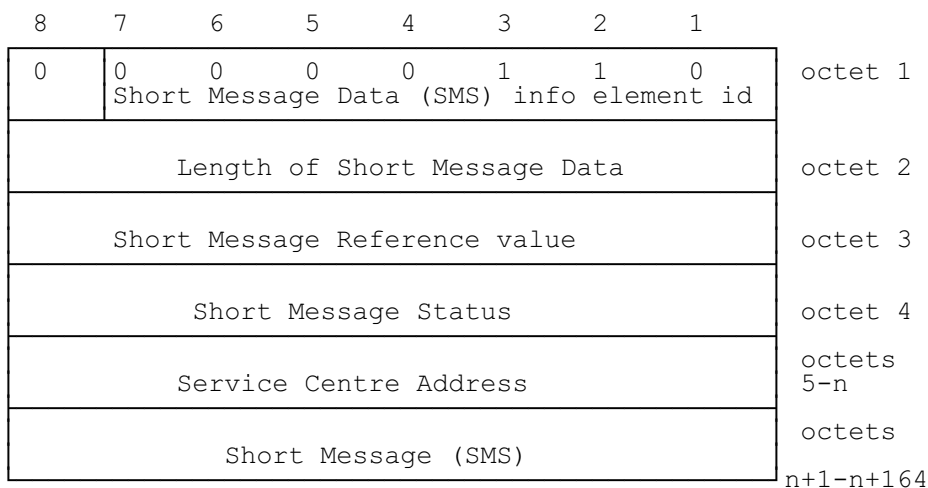 8 7 6 5 4 3 2 1
0 0 0 0 0 1 1 0 octet 1
Short Message Data (SMS) info element id
Length of Short Message Data octet 2
Short Message Reference value octet 3
Short Message Status octet 4
octets
Service Centre Address 5-n
octets
Short Message (SMS)
n+1-n+164